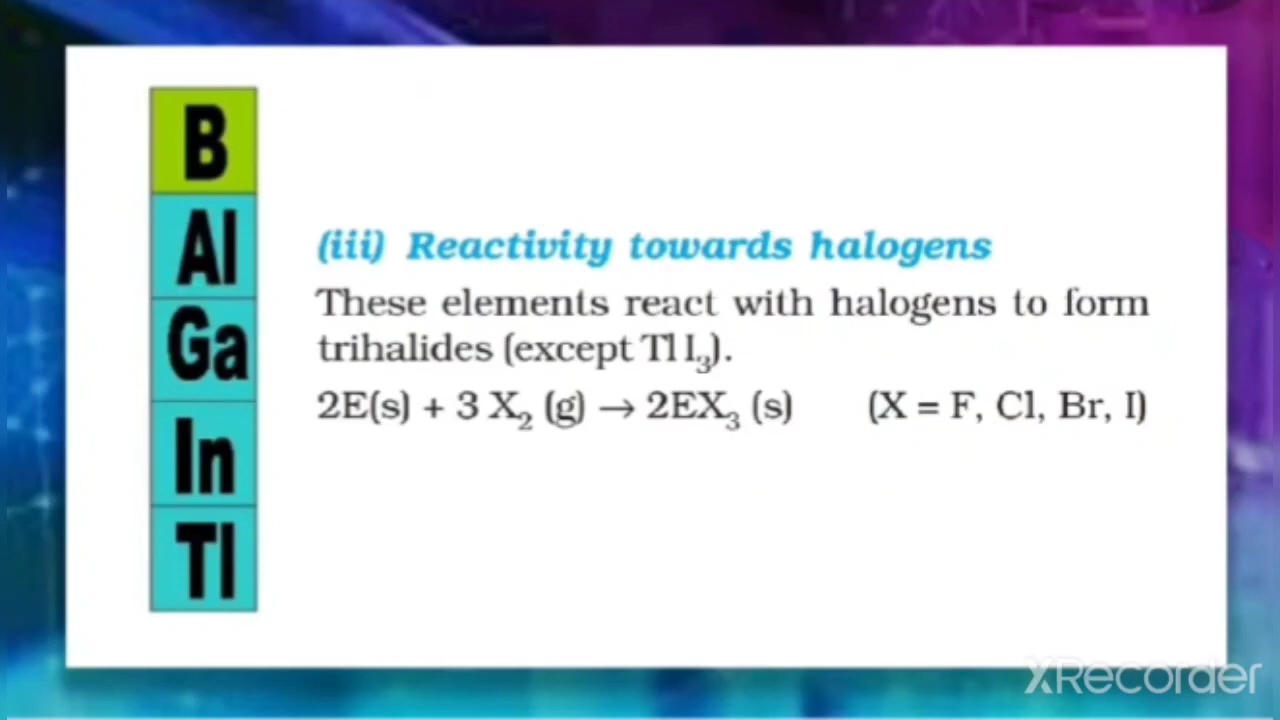 B
Al
Ga
In
Tl
(iii) Reactivity towards halogens
These elements react with halogens to form
trihalides (except Tl I₃).
2E(s) + 3 X₂ (g) → 2EX₃ (s) (X = F, Cl, Br, I)
XRecorder